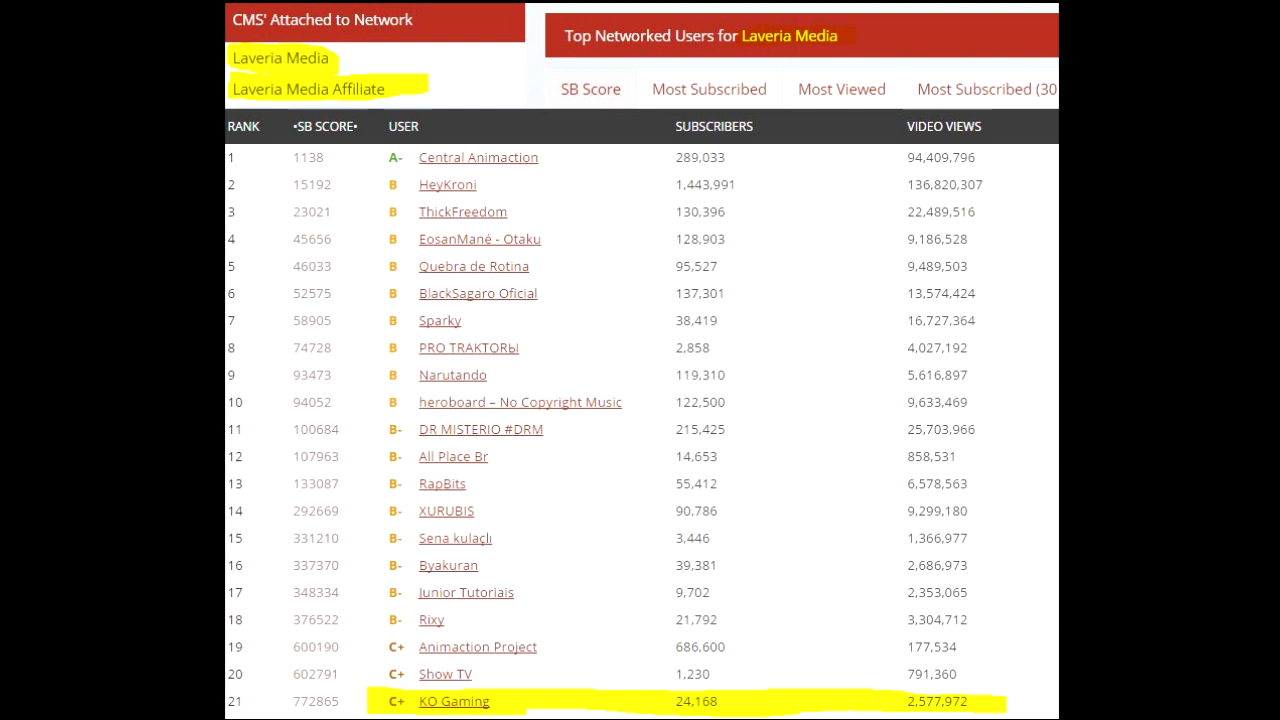 CMS' Attached to Network
Laveria Media
Laveria Media Affiliate
Top Networked Users for Laveria Media
SB Score Most Subscribed Most Viewed Most Subscribed (30
RANK •SB SCORE• USER SUBSCRIBERS VIDEO VIEWS
1 1138 A- Central Animaction 289,033 94,409,796
2 15192 B HeyKroni 1,443,991 136,820,307
3 23021 B ThickFreedom 130,396 22,489,516
4 45656 B EosanMané - Otaku 128,903 9,186,528
5 46033 B Quebra de Rotina 95,527 9,489,503
6 52575 B BlackSagaro Oficial 137,301 13,574,424
7 58905 B Sparky 38,419 16,727,364
8 74728 B PRO TRAKTORЫ 2,858 4,027,192
9 93473 B Narutando 119,310 5,616,897
10 94052 B heroboard – No Copyright Music 122,500 9,633,469
11 100684 B- DR MISTERIO #DRM 215,425 25,703,966
12 107963 B- All Place Br 14,653 858,531
13 133087 B- RapBits 55,412 6,578,563
14 292669 B- XURUBIS 90,786 9,299,180
15 331210 B- Sena kulaçlı 3,446 1,366,977
16 337370 B- Byakuran 39,381 2,686,973
17 348334 B- Junior Tutoriais 9,702 2,353,065
18 376522 B- Rixy 21,792 3,304,712
19 600190 C+ Animaction Project 686,600 177,534
20 602791 C+ Show TV 1,230 791,360
21 772865 C+ KO Gaming 24,168 2,577,972